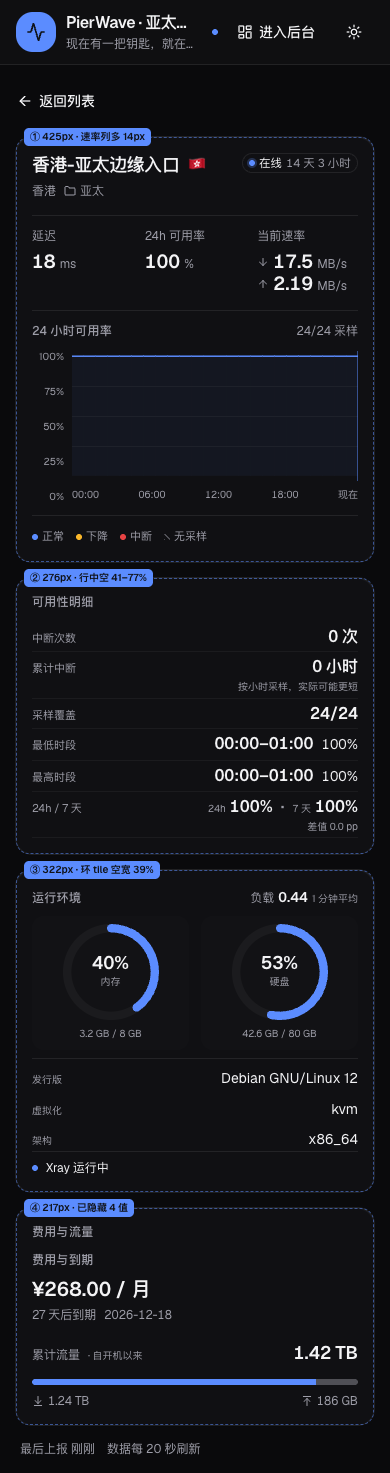 PierWave · 亚太...
现在有一把钥匙，就在...
进入后台
返回列表
① 425px · 速率列多 14px
香港-亚太边缘入口 🇭🇰
在线 14 天 3 小时
香港 亚太
延迟 24h 可用率 当前速率
18 ms 100 % ↓ 17.5 MB/s
↑ 2.19 MB/s
24 小时可用率 24/24 采样
100%
75%
50%
25%
0% 00:00 06:00 12:00 18:00 现在
正常 下降 中断 无采样
② 276px · 行中空 41–77%
可用性明细
中断次数 0 次
累计中断 0 小时
按小时采样，实际可能更短
采样覆盖 24/24
最低时段 00:00–01:00 100%
最高时段 00:00–01:00 100%
24h / 7 天 24h 100% · 7 天 100%
差值 0.0 pp
③ 322px · 环 tile 空宽 39%
运行环境 负载 0.44 1 分钟平均
40% 53%
内存 硬盘
3.2 GB / 8 GB 42.6 GB / 80 GB
发行版 Debian GNU/Linux 12
虚拟化 kvm
架构 x86_64
Xray 运行中
④ 217px · 已隐藏 4 值
费用与流量
费用与到期
¥268.00 / 月
27 天后到期 2026-12-18
累计流量 · 自开机以来 1.42 TB
1.24 TB 186 GB
最后上报 刚刚 数据每 20 秒刷新